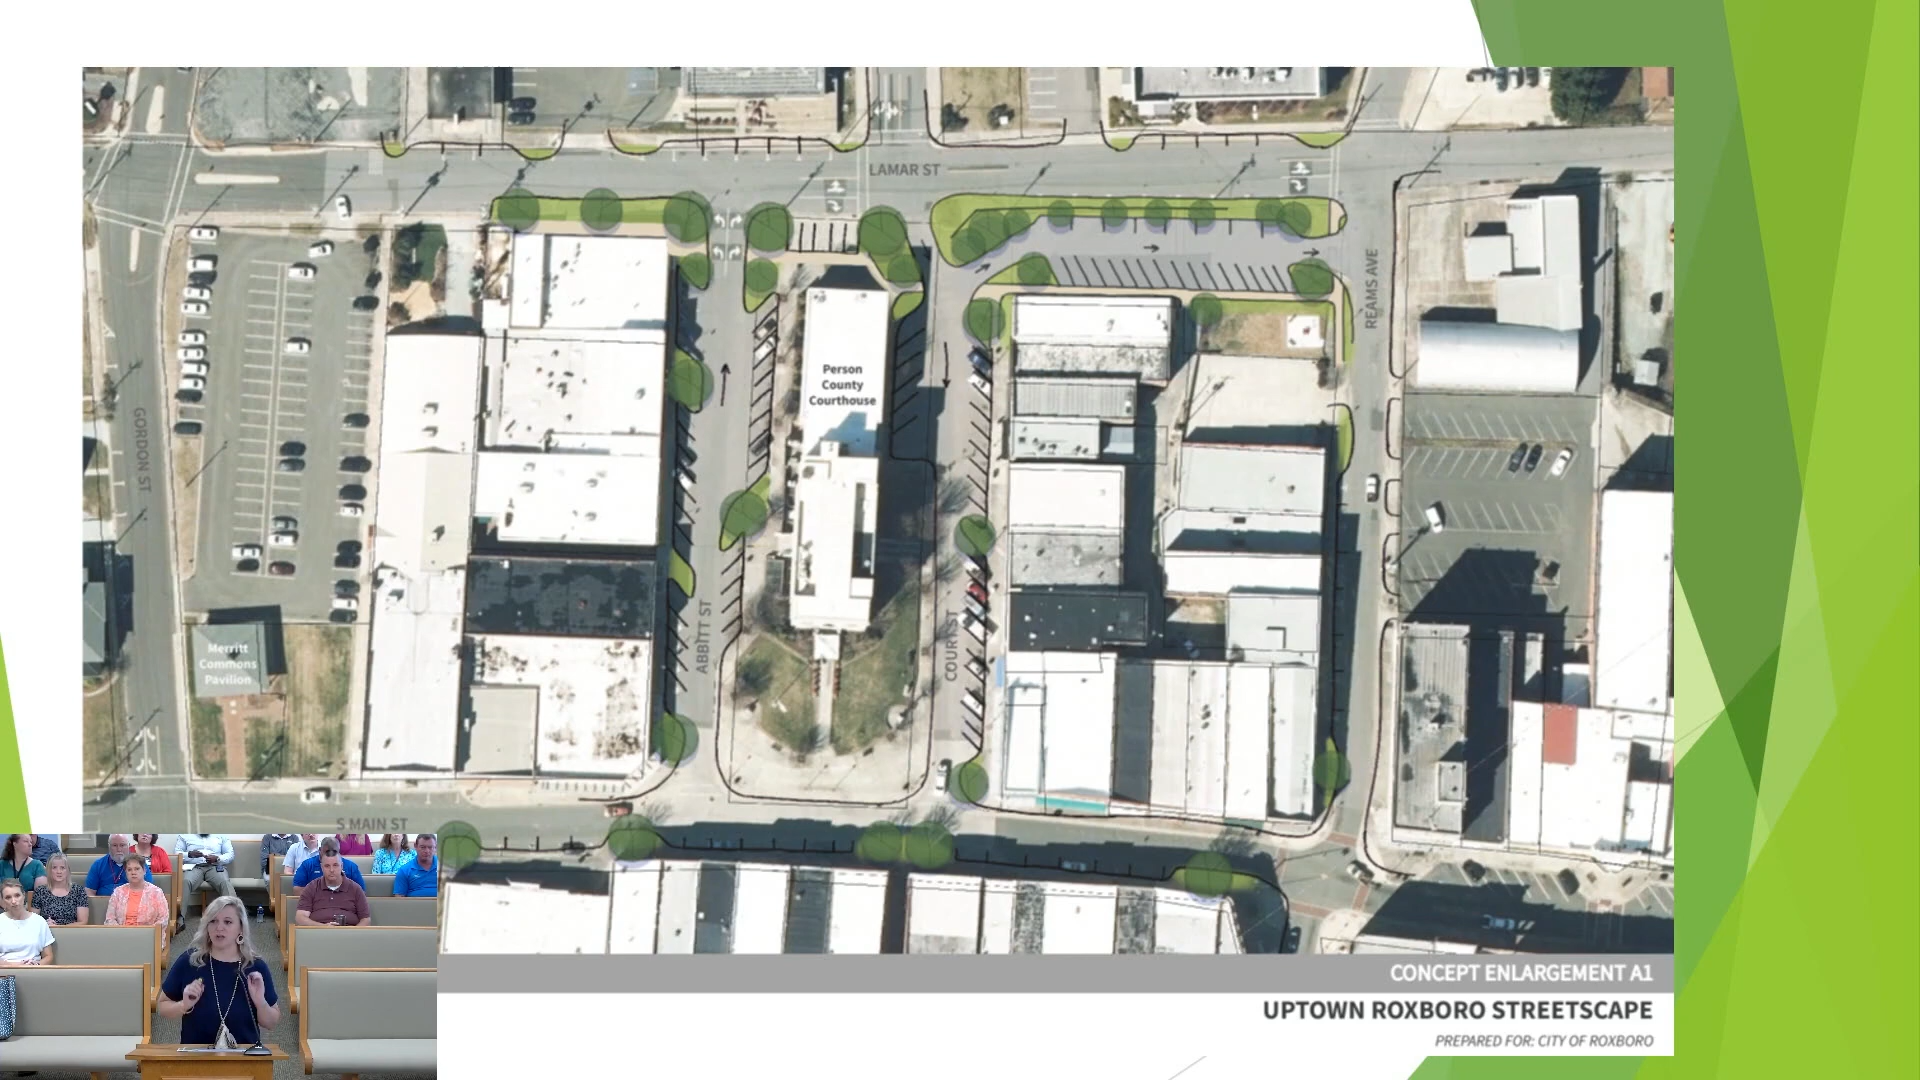 LAMAR ST
REAMS AVE
Person
County
Courthouse
GORDON ST
ABBITT ST
COURT ST
Merritt
Commons
Pavilion
S MAIN ST
CONCEPT ENLARGEMENT A1
UPTOWN ROXBORO STREETSCAPE
PREPARED FOR: CITY OF ROXBORO